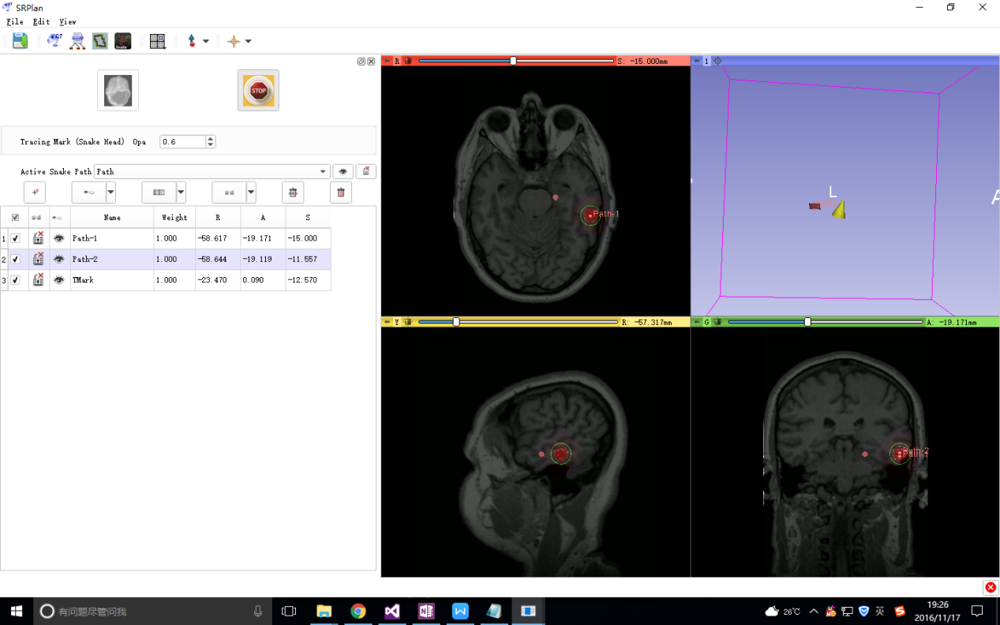 SRPlan
File Edit View
SRT
Snake
STOP
Tracing Mark (Snake Head) Opa 0.6
Active Snake Path Path
Name Weight R A S
1 Path-1 1.000 -58.617 -19.171 -15.000
2 Path-2 1.000 -58.644 -19.119 -11.557
3 TMark 1.000 -23.470 0.090 -12.570
R S: -15.000mm
Path-1
1
L
A
Y R: -57.317mm
G A: -19.171mm
Path-2
有问题尽管问我
26℃ 英 19:26
2016/11/17